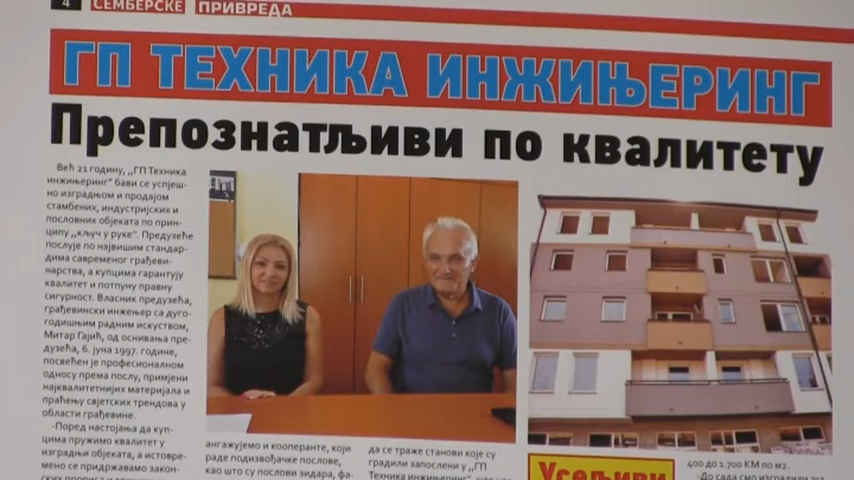 4 СЕМБЕРСКЕ ПРИВРЕДА
ГП ТЕХНИКА ИНЖИЊЕРИНГ
Препознатљиви по квалитету
Већ 21 годину, ,,ГП Техника
инжињеринг" бави се успјеш-
но изградњом и продајом
стамбених, индустријских и
пословних објеката по прин-
ципу ,,кључ у руке". Предузеће
послује по највишим стандар-
дима савременог грађеви-
нарства, а купцима гарантују
квалитет и потпуну правну
сигурност. Власник предузећа,
грађевински инжењер са дуго-
годишњим радним искуством,
Митар Гајић, од оснивања пре-
дузећа, 6. јуна 1997. године,
посвећен је професионалном
односу према послу, примјени
најквалитетнијих материјала и
праћењу свјетских трендова у
области грађевине.
-Поред настојања да куп-
цима пружимо квалитет у
изградњи објеката, а истовре-
мено се придржавамо закон-
ангажујемо и кооперанте, који
раде подизвођачке послове,
као што су послови зидара, фа-
да се траже станови које су
градили запослени у ,,ГП
Техника инжињеринг",
Усељиви
400 до 1.700 КМ по м2.
-До сада смо изградили 212